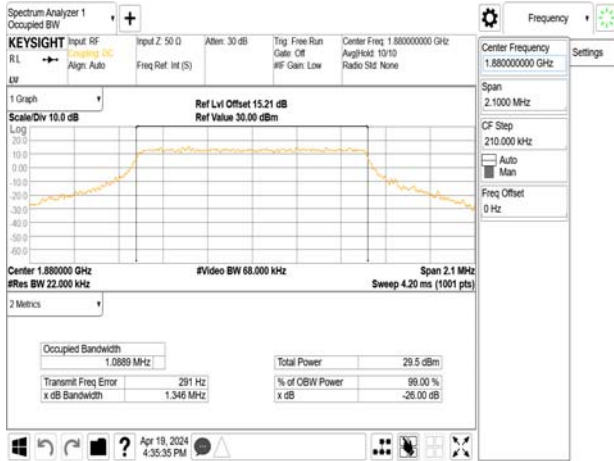 Spectrum Analyzer 1
Occupied BW
+
Frequency
KEYSIGHT Input: RF
Coupling: DC
Align: Auto
RL
Input Z: 50 Ω
Freq Ref: Int (S)
Atten: 30 dB
Trig: Free Run
Gate: Off
#IF Gain: Low
Center Freq: 1.880000000 GHz
Avg|Hold: 10/10
Radio Std: None
Center Frequency
1.880000000 GHz
Settings
Span
2.1000 MHz
CF Step
210.000 kHz
Auto
Man
Freq Offset
0 Hz
1 Graph
Scale/Div 10.0 dB
Ref Lvl Offset 15.21 dB
Ref Value 30.00 dBm
Log
20.0
10.0
0.00
-10.0
-20.0
-30.0
-40.0
-50.0
-60.0
Center 1.880000 GHz
#Res BW 22.000 kHz
#Video BW 68.000 kHz
Span 2.1 MHz
Sweep 4.20 ms (1001 pts)
2 Metrics
Occupied Bandwidth
1.0889 MHz
Total Power 29.5 dBm
Transmit Freq Error 291 Hz
% of OBW Power 99.00 %
x dB Bandwidth 1.346 MHz
x dB -26.00 dB
?
Apr 19, 2024
4:35:35 PM